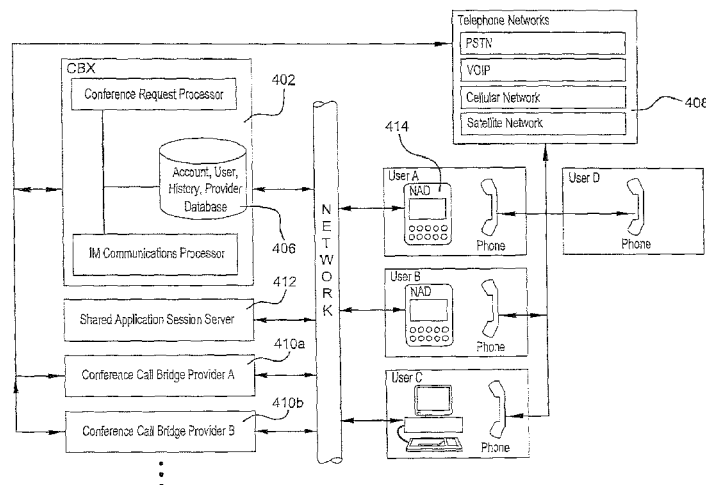 Telephone Networks
PSTN
VOIP
Cellular Network
Satellite Network
408
CBX
402
Conference Request Processor
Account, User,
History, Provider
Database
406
IM Communications Processor
412
Shared Application Session Server
410a
Conference Call Bridge Provider A
410b
Conference Call Bridge Provider B
NETWORK
414
User A
NAD
Phone
User D
Phone
User B
NAD
Phone
User C
Phone